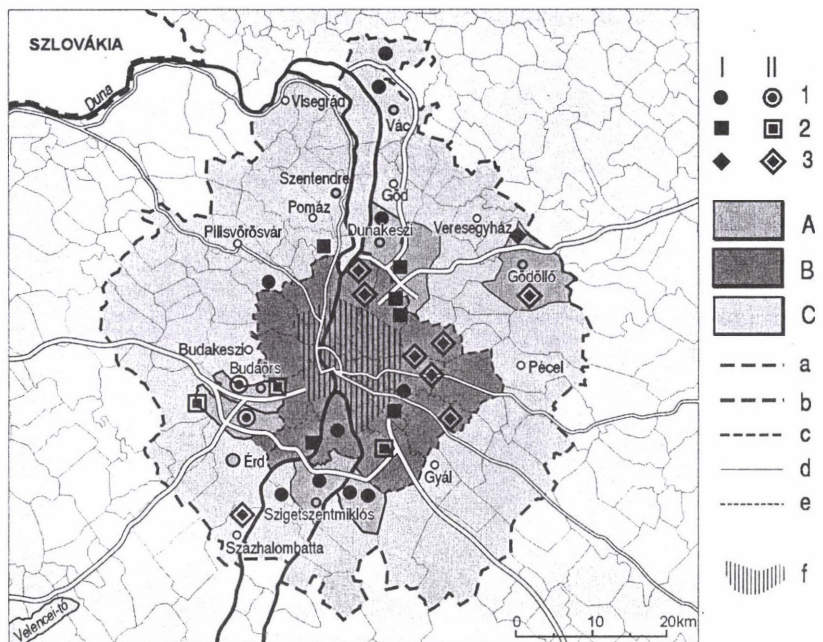 SZLOVÁKIA
Duna
Visegrád
Vác
Szentendre
Göd
Pomáz
Dunakeszi
Veresegyház
Pilisvörösvár
Gödöllő
Budakeszi
Budaörs
Pécel
Érd
Gyál
Szigetszentmiklós
Százhalombatta
Velencei-tó
0 10 20km
I II
1
2
3
A
B
C
a
b
c
d
e
f